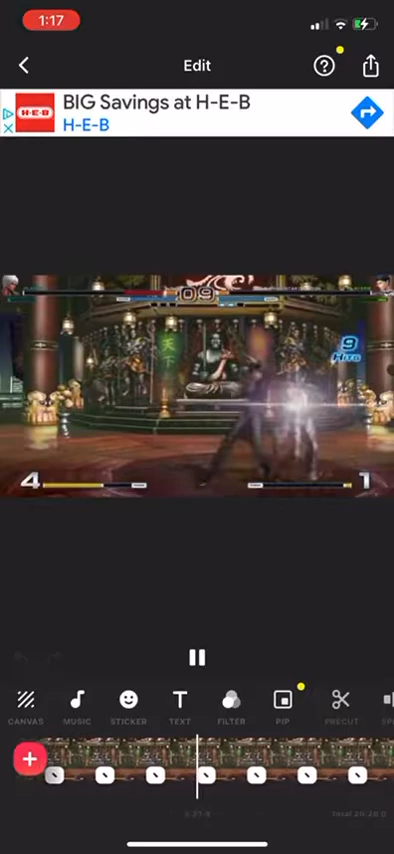 1:17
Edit
BIG Savings at H-E-B
H-E-B
H-E-B
09
天下
9
Hits
4
1
CANVAS
MUSIC
STICKER
TEXT
FILTER
PIP
PRECUT